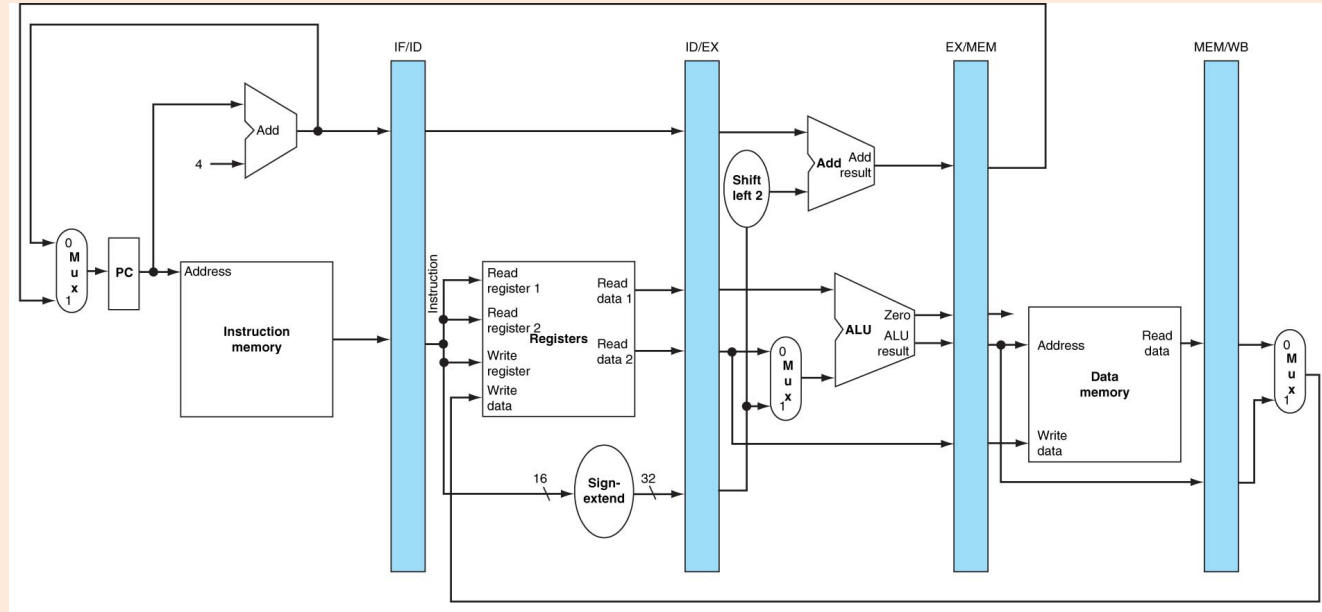 IF/ID
ID/EX
EX/MEM
MEM/WB
Add
4
Add
Add
result
Shift
left 2
0
M
u
x
1
PC
Address
Instruction
memory
Instruction
Read
register 1
Read
register 2
Write
register
Write
data
Registers
Read
data 1
Read
data 2
16
Sign-
extend
32
0
M
u
x
1
Zero
ALU
ALU
result
Address
Read
data
Data
memory
Write
data
0
M
u
x
1